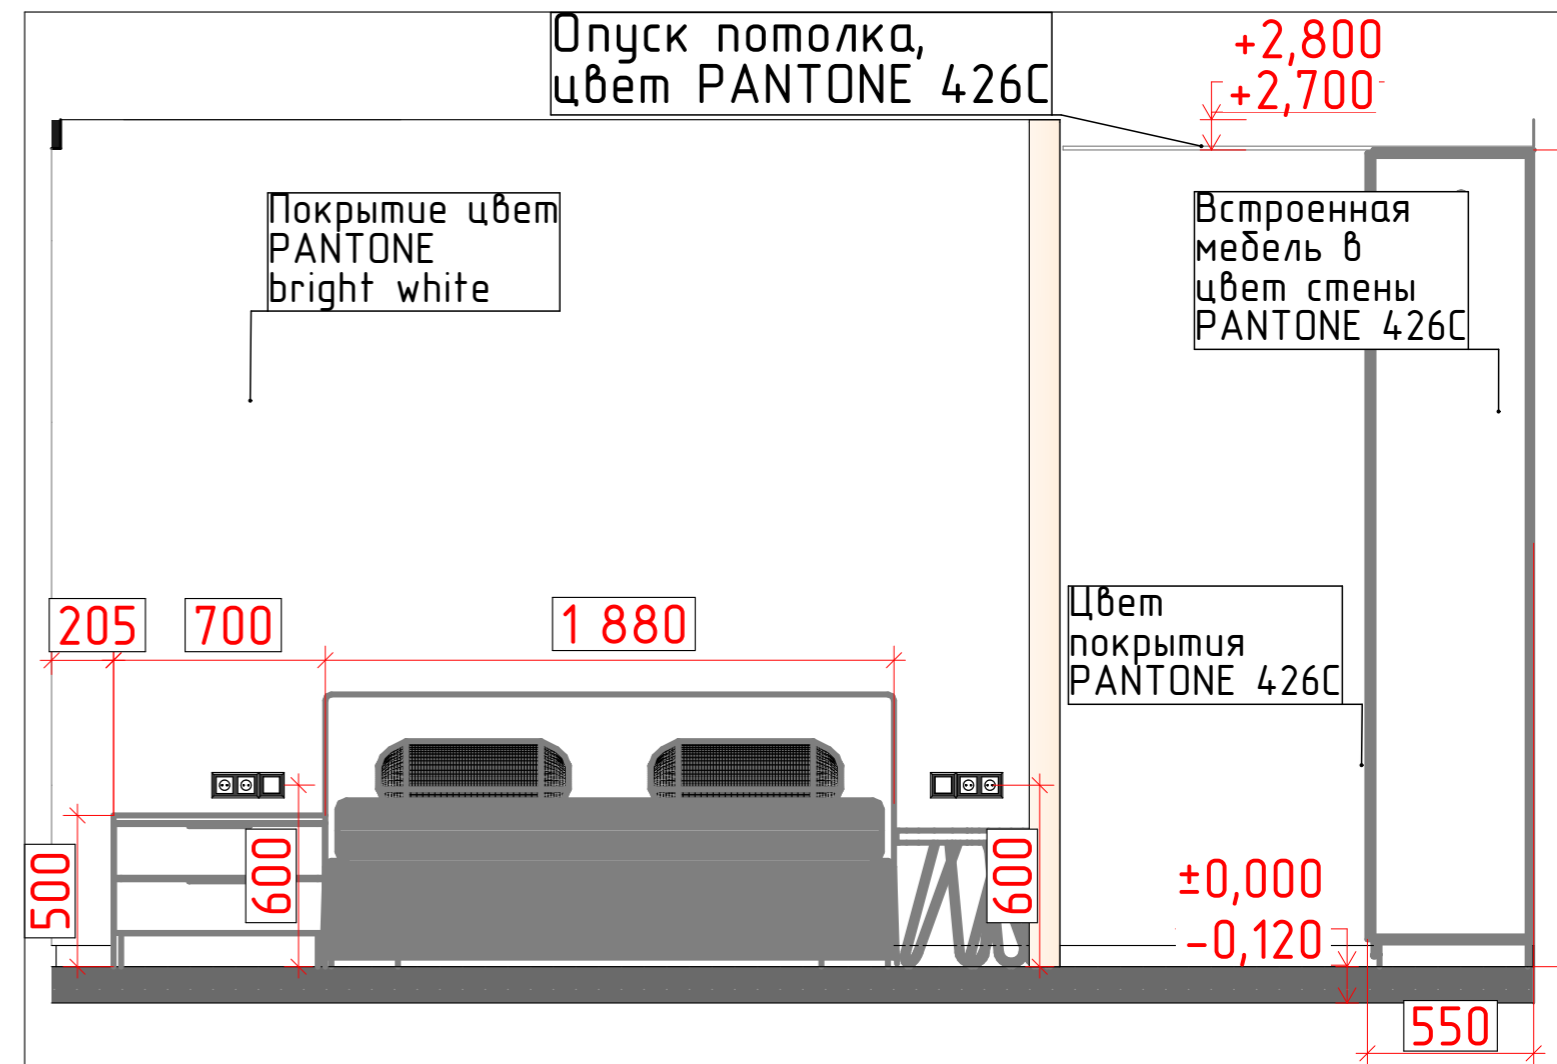 Опуск потолка,
цвет PANTONE 426C
+2,800
+2,700
Покрытие цвет
PANTONE
bright white
Встроенная
мебель в
цвет стены
PANTONE 426C
205
700
1 880
Цвет
покрытия
PANTONE 426C
500
600
600
±0,000
-0,120
550